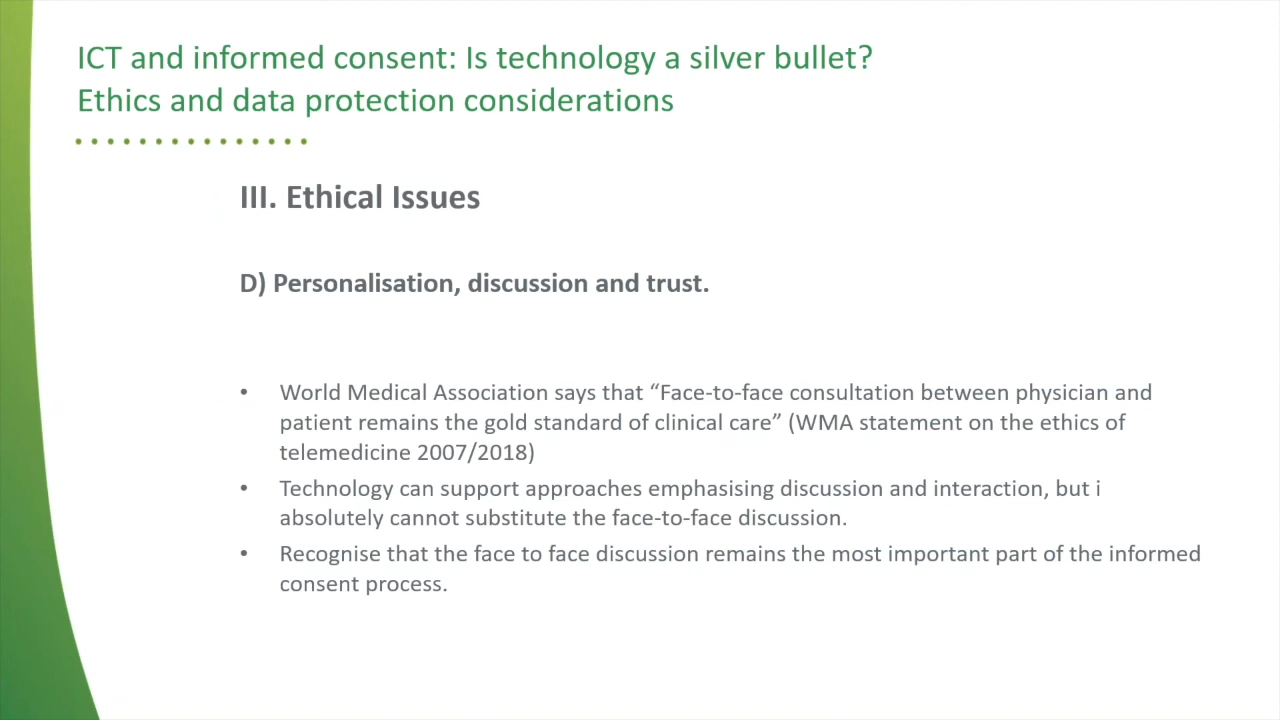 ICT and informed consent: Is technology a silver bullet?
Ethics and data protection considerations
III. Ethical Issues
D) Personalisation, discussion and trust.
• World Medical Association says that “Face-to-face consultation between physician and
patient remains the gold standard of clinical care” (WMA statement on the ethics of
telemedicine 2007/2018)
• Technology can support approaches emphasising discussion and interaction, but i
absolutely cannot substitute the face-to-face discussion.
• Recognise that the face to face discussion remains the most important part of the informed
consent process.